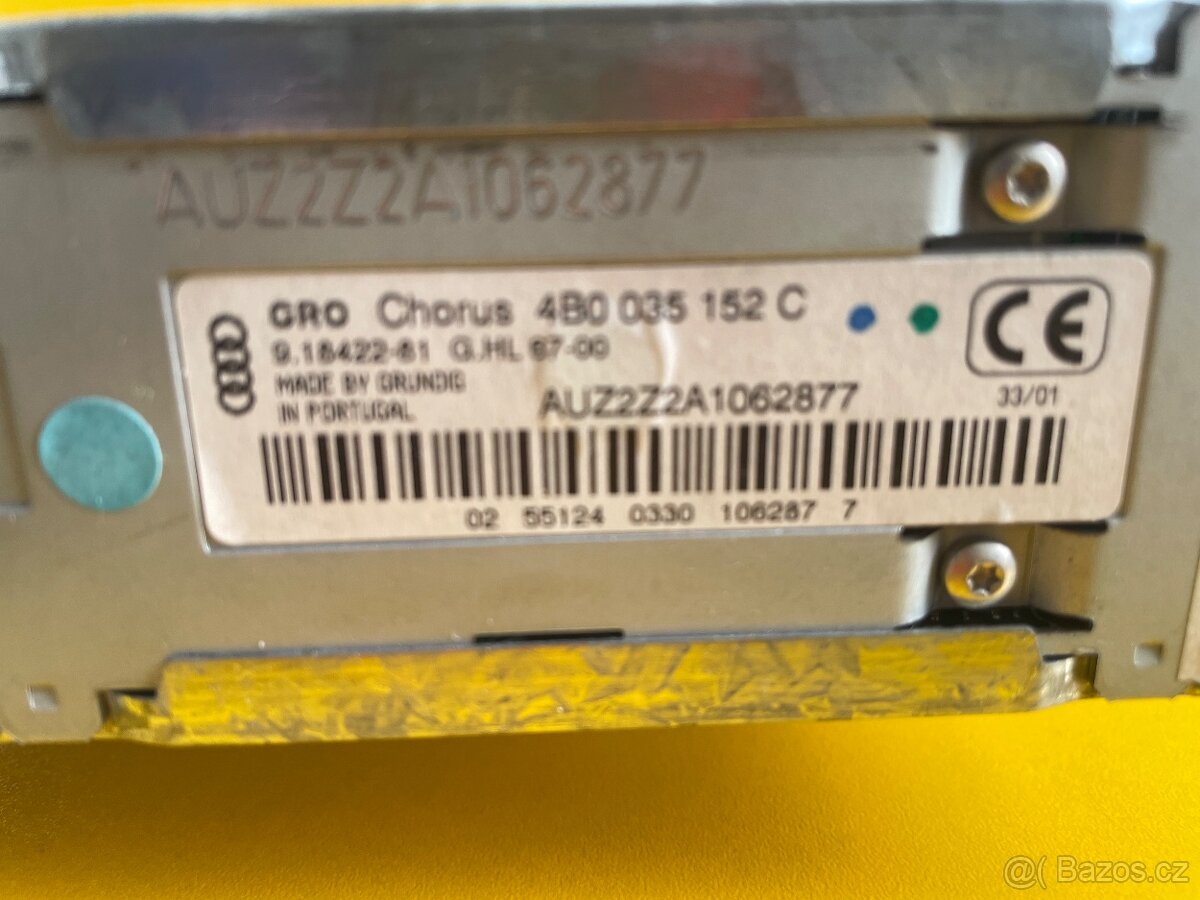 AUZ2Z2A1062877
GRO Chorus 4B0 035 152 C
9.18422-81 G.HL 67-00
MADE BY GRUNDIG
IN PORTUGAL
AUZ2Z2A1062877
33/01
CE
02 55124 0330 106287 7
@( Bazos.cz